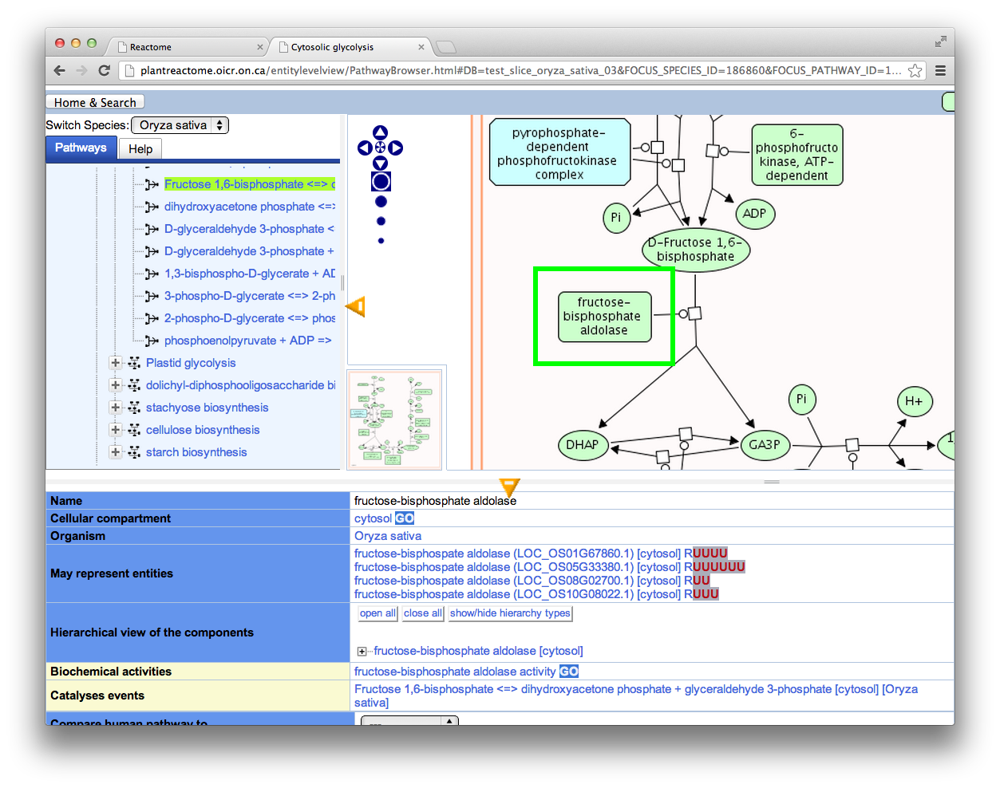 Reactome
Cytosolic glycolysis
plantreactome.oicr.on.ca/entitylevelview/PathwayBrowser.html#DB=test_slice_oryza_sativa_03&FOCUS_SPECIES_ID=186860&FOCUS_PATHWAY_ID=1...
Home & Search
Switch Species: Oryza sativa
Pathways
Help
Fructose 1,6-bisphosphate <=>
dihydroxyacetone phosphate <=>
D-glyceraldehyde 3-phosphate <
D-glyceraldehyde 3-phosphate +
1,3-bisphospho-D-glycerate + AD
3-phospho-D-glycerate <=> 2-ph
2-phospho-D-glycerate <=> phos
phosphoenolpyruvate + ADP =>
Plastid glycolysis
dolichyl-diphosphooligosaccharide bi
stachyose biosynthesis
cellulose biosynthesis
starch biosynthesis
pyrophosphate-
dependent
phosphofructokinase
complex
6-
phosphofructo
kinase, ATP-
dependent
Pi
ADP
D-Fructose 1,6-
bisphosphate
fructose-
bisphosphate
aldolase
Pi
H+
DHAP
GA3P
1
Name
fructose-bisphosphate aldolase
Cellular compartment
cytosol GO
Organism
Oryza sativa
May represent entities
fructose-bisphospate aldolase (LOC_OS01G67860.1) [cytosol] RUUUU
fructose-bisphospate aldolase (LOC_OS05G33380.1) [cytosol] RUUUUUU
fructose-bisphospate aldolase (LOC_OS08G02700.1) [cytosol] RUU
fructose-bisphospate aldolase (LOC_OS10G08022.1) [cytosol] RUUU
Hierarchical view of the components
open all close all show/hide hierarchy types
fructose-bisphosphate aldolase [cytosol]
Biochemical activities
fructose-bisphosphate aldolase activity GO
Catalyses events
Fructose 1,6-bisphosphate <=> dihydroxyacetone phosphate + glyceraldehyde 3-phosphate [cytosol] [Oryza
sativa]
Compare human pathway to